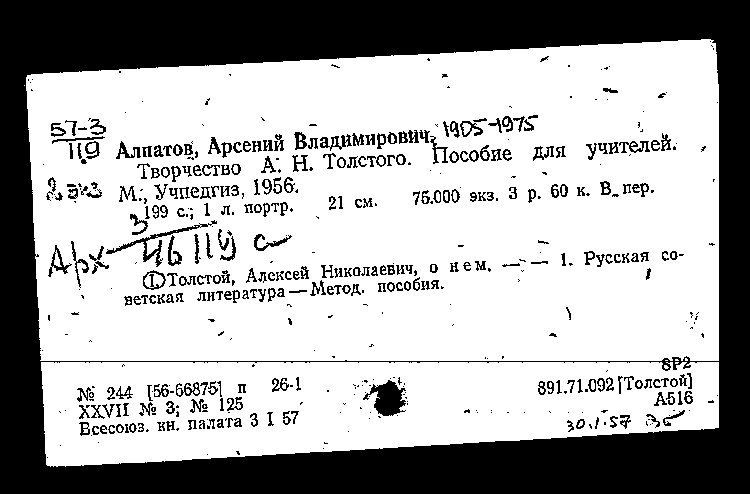 57-3
119
Алпатов, Арсений Владимирович, 1905-1975
Творчество А. Н. Толстого. Пособие для учителей.
2 экз
М., Учпедгиз, 1956.
199 с.; 1 л. портр. 21 см. 75.000 экз. 3 р. 60 к. В пер.
Арх
3
46119
1. Толстой, Алексей Николаевич, о нем. — — 1. Русская со-
ветская литература — Метод. пособия.
8Р2
№ 244 [56-66875] п 26-1
891.71.092 [Толстой]
XXVII № 3; № 125
А516
Всесоюз. кн. палата 3 I 57
30.1.57